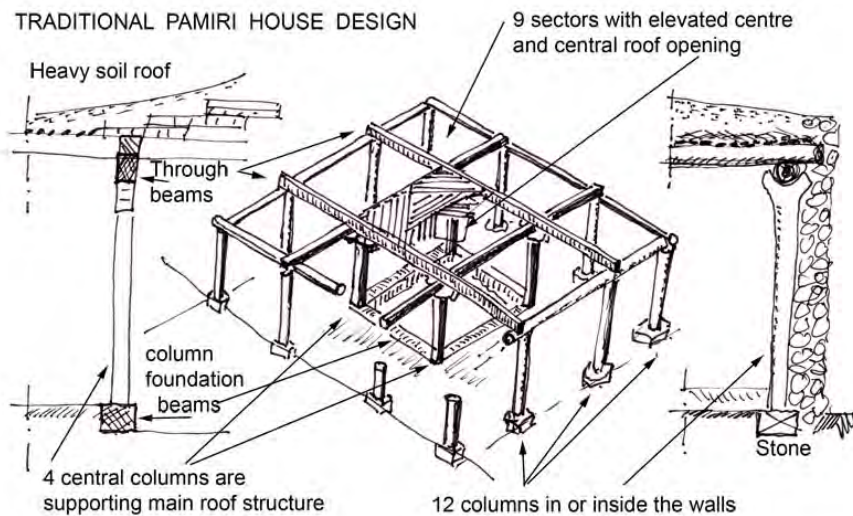 TRADITIONAL PAMIRI HOUSE DESIGN
9 sectors with elevated centre
and central roof opening
Heavy soil roof
Through
beams
column
foundation
beams
Stone
4 central columns are
supporting main roof structure
12 columns in or inside the walls